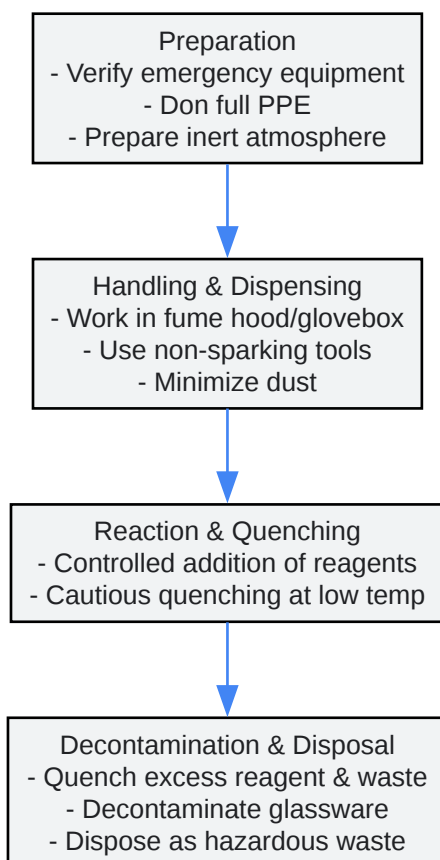 Preparation
- Verify emergency equipment
- Don full PPE
- Prepare inert atmosphere
Handling & Dispensing
- Work in fume hood/glovebox
- Use non-sparking tools
- Minimize dust
Reaction & Quenching
- Controlled addition of reagents
- Cautious quenching at low temp
Decontamination & Disposal
- Quench excess reagent & waste
- Decontaminate glassware
- Dispose as hazardous waste